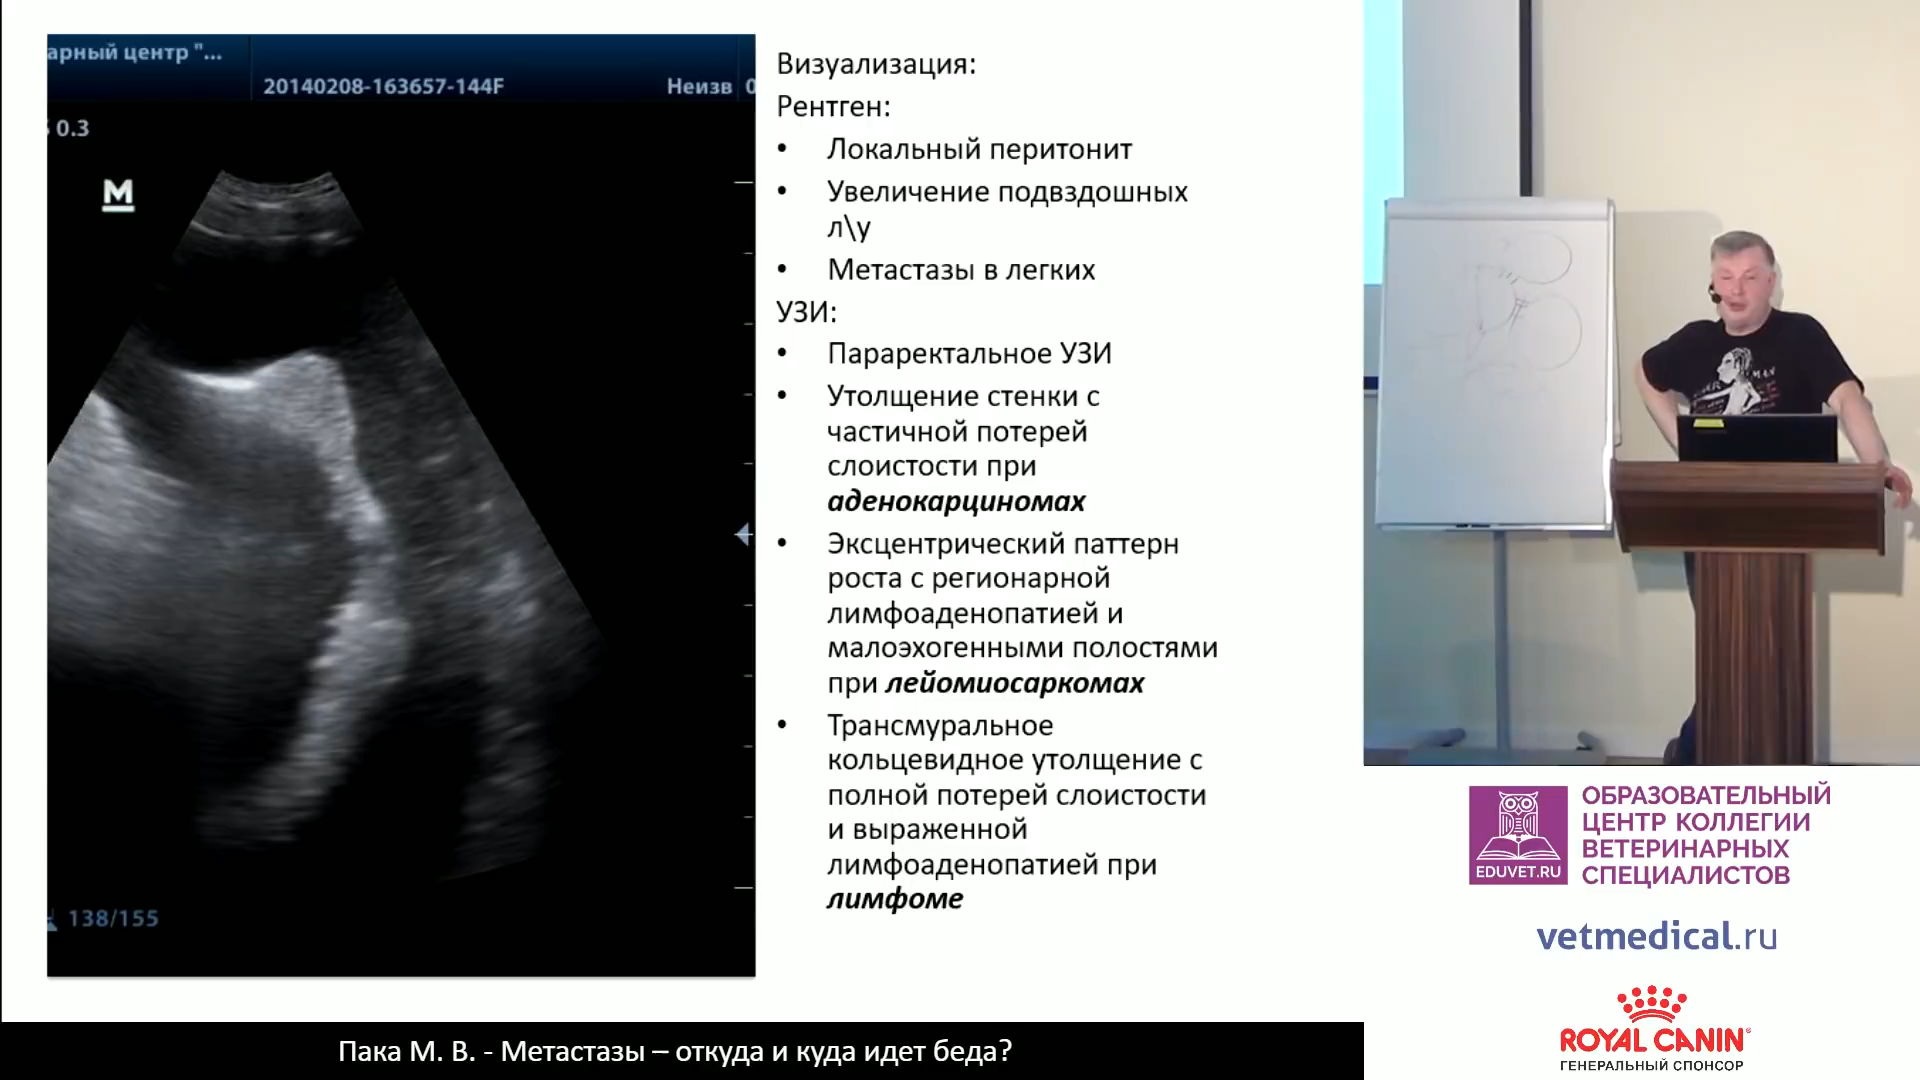 арный центр "...
20140208-163657-144F
Неизв
0.3
M
138/155
Визуализация:
Рентген:
• Локальный перитонит
• Увеличение подвздошных
л\у
• Метастазы в легких
УЗИ:
• Параректальное УЗИ
• Утолщение стенки с
частичной потерей
слоистости при
аденокарциномах
• Эксцентрический паттерн
роста с регионарной
лимфоаденопатией и
малоэхогенными полостями
при лейомиосаркомах
• Трансмуральное
кольцевидное утолщение с
полной потерей слоистости
и выраженной
лимфоаденопатией при
лимфоме
EDUVET.RU
ОБРАЗОВАТЕЛЬНЫЙ
ЦЕНТР КОЛЛЕГИИ
ВЕТЕРИНАРНЫХ
СПЕЦИАЛИСТОВ
vetmedical.ru
ROYAL CANIN
ГЕНЕРАЛЬНЫЙ СПОНСОР
Пака М. В. - Метастазы – откуда и куда идет беда?